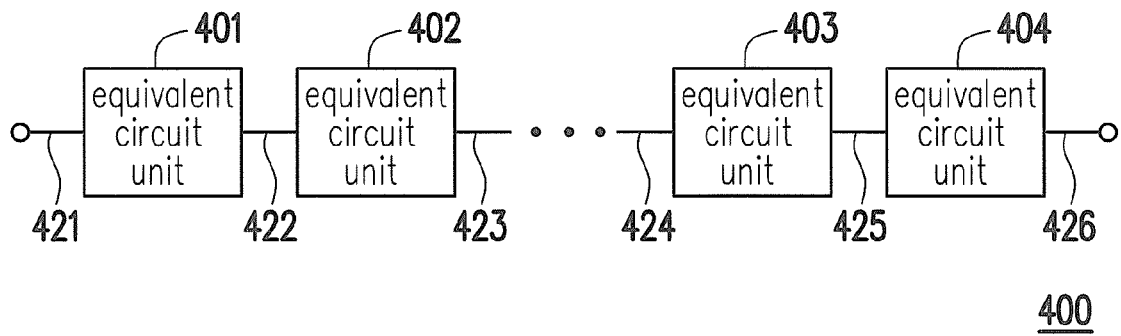 401
402
403
404
equivalent
circuit
unit
equivalent
circuit
unit
equivalent
circuit
unit
equivalent
circuit
unit
421
422
423
424
425
426
400